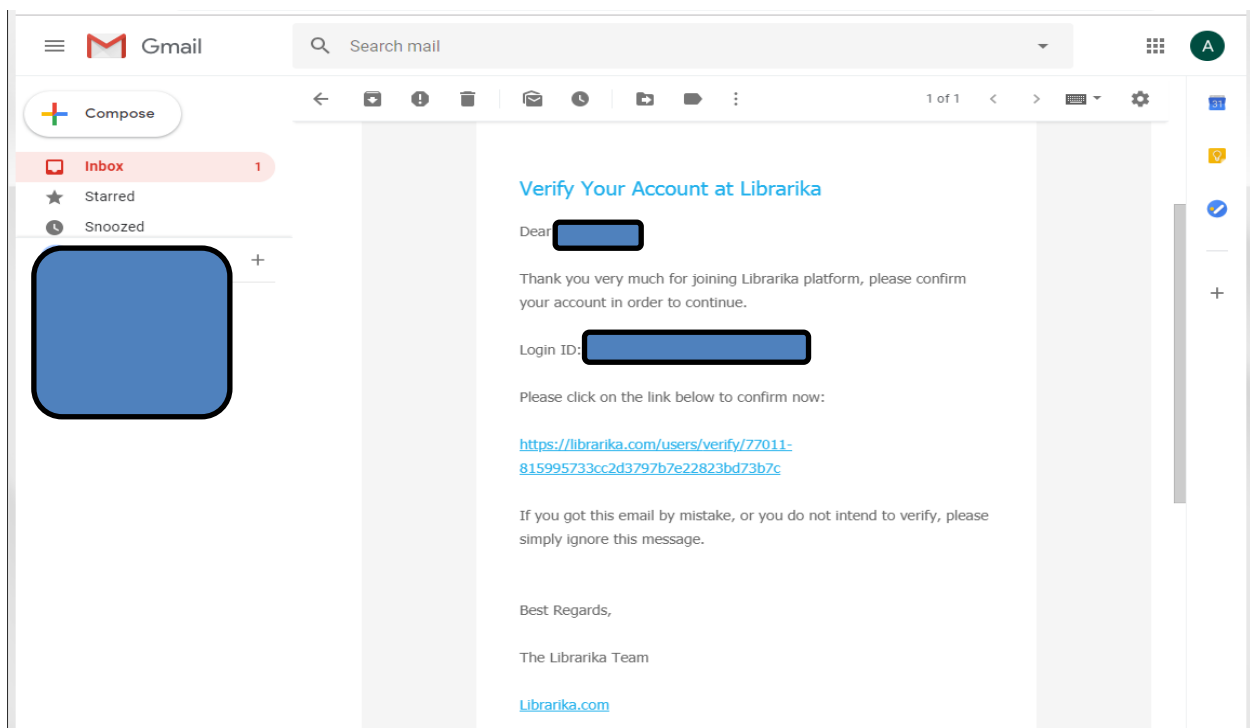 Gmail
Search mail
A
Compose
1 of 1
31
Inbox 1
Starred
Snoozed
Verify Your Account at Librarika
Dear
Thank you very much for joining Librarika platform, please confirm
your account in order to continue.
Login ID:
Please click on the link below to confirm now:
https://librarika.com/users/verify/77011-
815995733cc2d3797b7e22823bd73b7c
If you got this email by mistake, or you do not intend to verify, please
simply ignore this message.
Best Regards,
The Librarika Team
Librarika.com